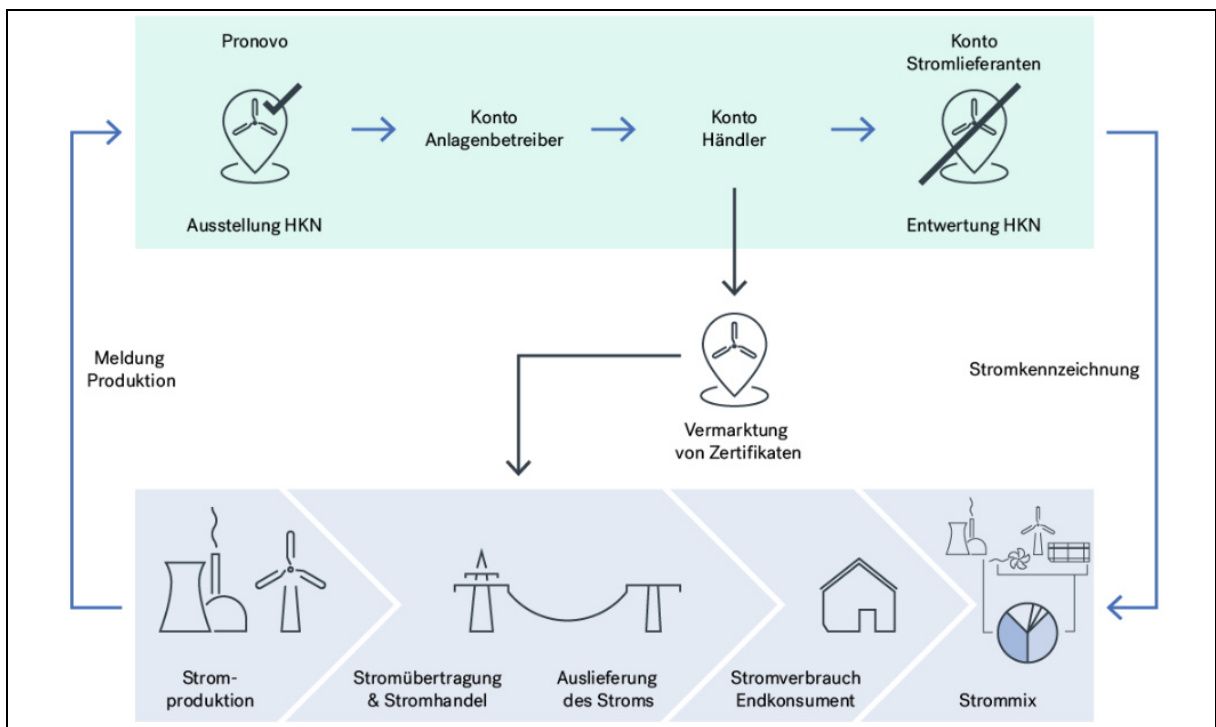 Pronovo
Konto
Stromlieferanten
Konto
Anlagenbetreiber
Konto
Händler
Ausstellung HKN
Entwertung HKN
Meldung
Produktion
Stromkennzeichnung
Vermarktung
von Zertifikaten
Strom-
produktion
Stromübertragung
& Stromhandel
Auslieferung
des Stroms
Stromverbrauch
Endkonsument
Strommix